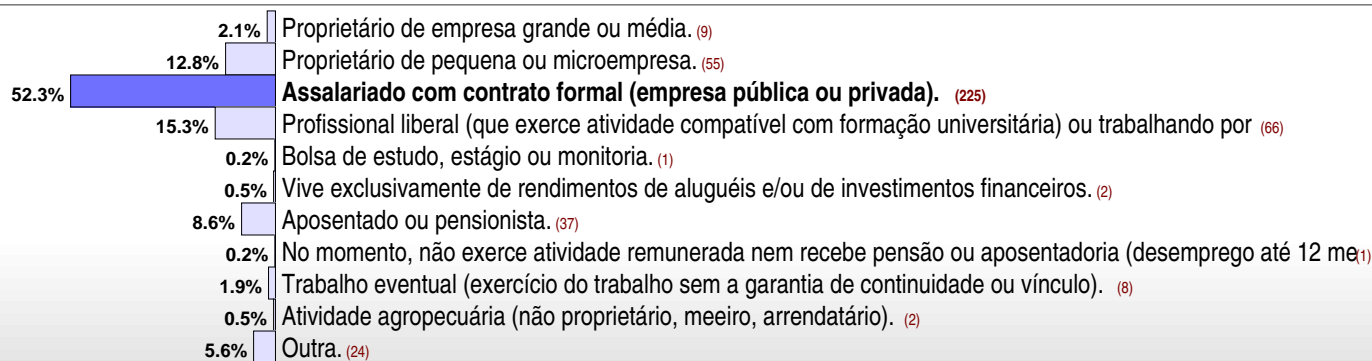 2.1% Proprietário de empresa grande ou média. (9)
12.8% Proprietário de pequena ou microempresa. (55)
52.3% Assalariado com contrato formal (empresa pública ou privada). (225)
15.3% Profissional liberal (que exerce atividade compatível com formação universitária) ou trabalhando por (66)
0.2% Bolsa de estudo, estágio ou monitoria. (1)
0.5% Vive exclusivamente de rendimentos de aluguéis e/ou de investimentos financeiros. (2)
8.6% Aposentado ou pensionista. (37)
0.2% No momento, não exerce atividade remunerada nem recebe pensão ou aposentadoria (desemprego até 12 me(1)
1.9% Trabalho eventual (exercício do trabalho sem a garantia de continuidade ou vínculo). (8)
0.5% Atividade agropecuária (não proprietário, meeiro, arrendatário). (2)
5.6% Outra. (24)